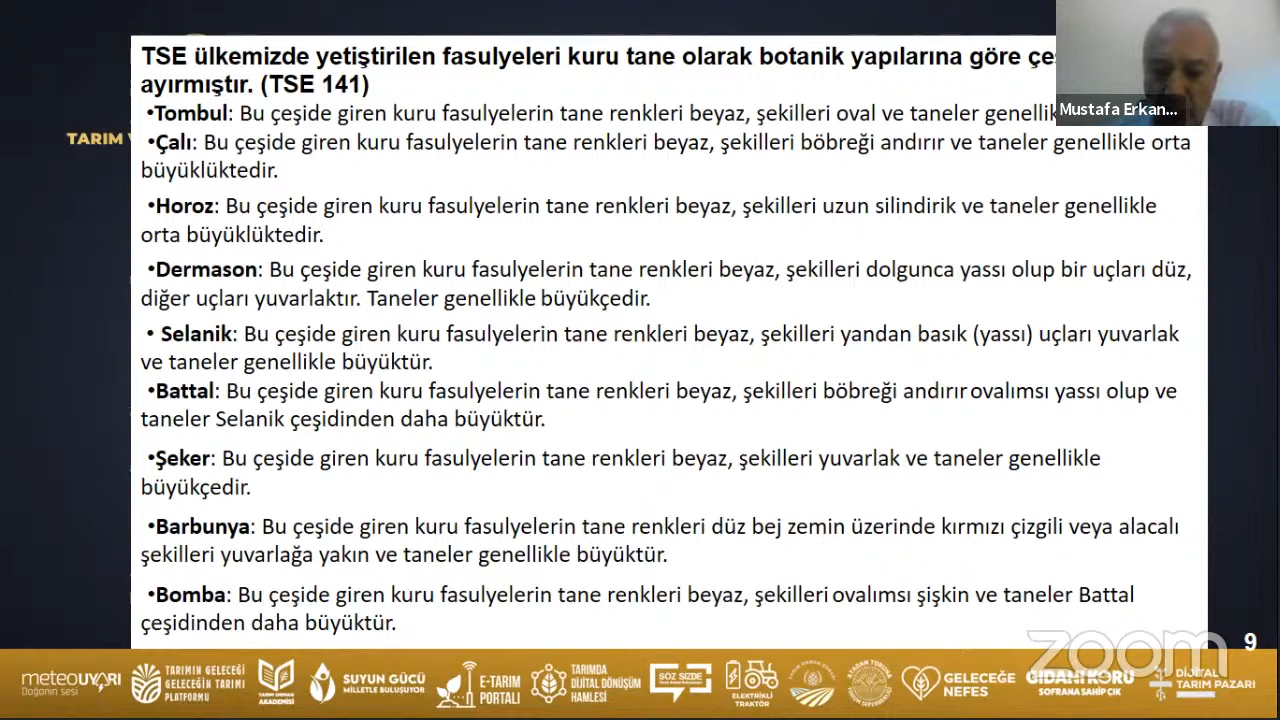 TSE ülkemizde yetiştirilen fasulyeleri kuru tane olarak botanik yapılarına göre
ayırmıştır. (TSE 141)
•Tombul: Bu çeşide giren kuru fasulyelerin tane renkleri beyaz, şekilleri oval ve taneler
Mustafa Erkan...
TARIM
•Çalı: Bu çeşide giren kuru fasulyelerin tane renkleri beyaz, şekilleri böbreği andırır ve taneler genellikle orta
büyüklüktedir.
•Horoz: Bu çeşide giren kuru fasulyelerin tane renkleri beyaz, şekilleri uzun silindirik ve taneler genellikle
orta büyüklüktedir.
•Dermason: Bu çeşide giren kuru fasulyelerin tane renkleri beyaz, şekilleri dolgunca yassı olup bir uçları düz,
diğer uçları yuvarlaktır. Taneler genellikle büyükçedir.
• Selanik: Bu çeşide giren kuru fasulyelerin tane renkleri beyaz, şekilleri yandan basık (yassı) uçları yuvarlak
ve taneler genellikle büyüktür.
•Battal: Bu çeşide giren kuru fasulyelerin tane renkleri beyaz, şekilleri böbreği andırır ovalımsı yassı olup ve
taneler Selanik çeşidinden daha büyüktür.
•Şeker: Bu çeşide giren kuru fasulyelerin tane renkleri beyaz, şekilleri yuvarlak ve taneler genellikle
büyükçedir.
•Barbunya: Bu çeşide giren kuru fasulyelerin tane renkleri düz bej zemin üzerinde kırmızı çizgili veya alacalı
şekilleri yuvarlağa yakın ve taneler genellikle büyüktür.
•Bomba: Bu çeşide giren kuru fasulyelerin tane renkleri beyaz, şekilleri ovalımsı şişkin ve taneler Battal
çeşidinden daha büyüktür.
9
zoom
meteoUYARI
Doğanın sesi
TARIMIN GELECEĞİ
GELECEĞİN TARIMI
PLATFORMU
TARIM ORMAN
AKADEMİSİ
SUYUN GÜCÜ
MİLLETLE BULUŞUYOR
E-TARIM
PORTALI
TARIMDA
DİJİTAL DÖNÜŞÜM
HAMLESİ
SÖZ SİZDE
ELEKTRİKLİ
TRAKTÖR
ATADAN TORUNA
GELECEĞE
NEFES
GIDANI KORU
SOFRANA SAHİP ÇIK
DİJİTAL
TARIM PAZARI